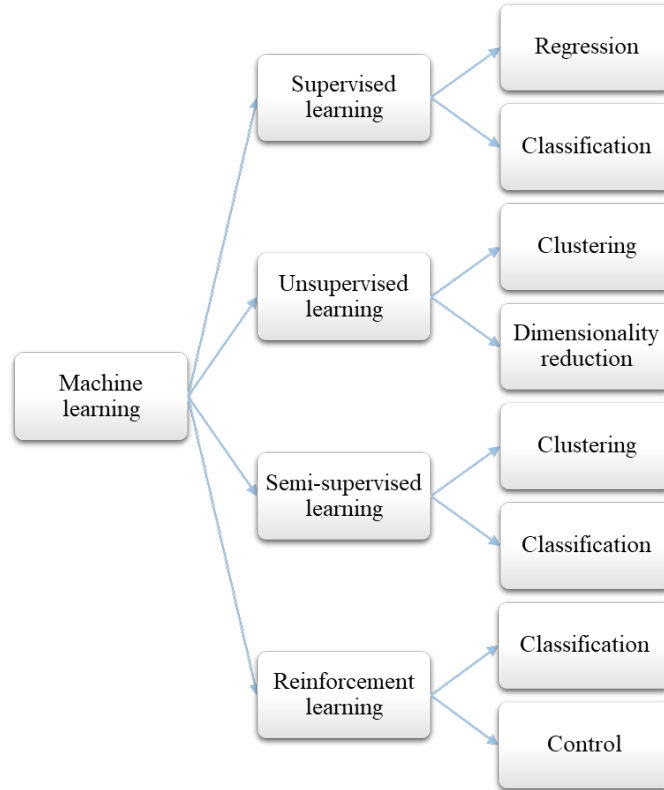 Machine
learning
Supervised
learning
Regression
Classification
Unsupervised
learning
Clustering
Dimensionality
reduction
Semi-supervised
learning
Clustering
Classification
Reinforcement
learning
Classification
Control